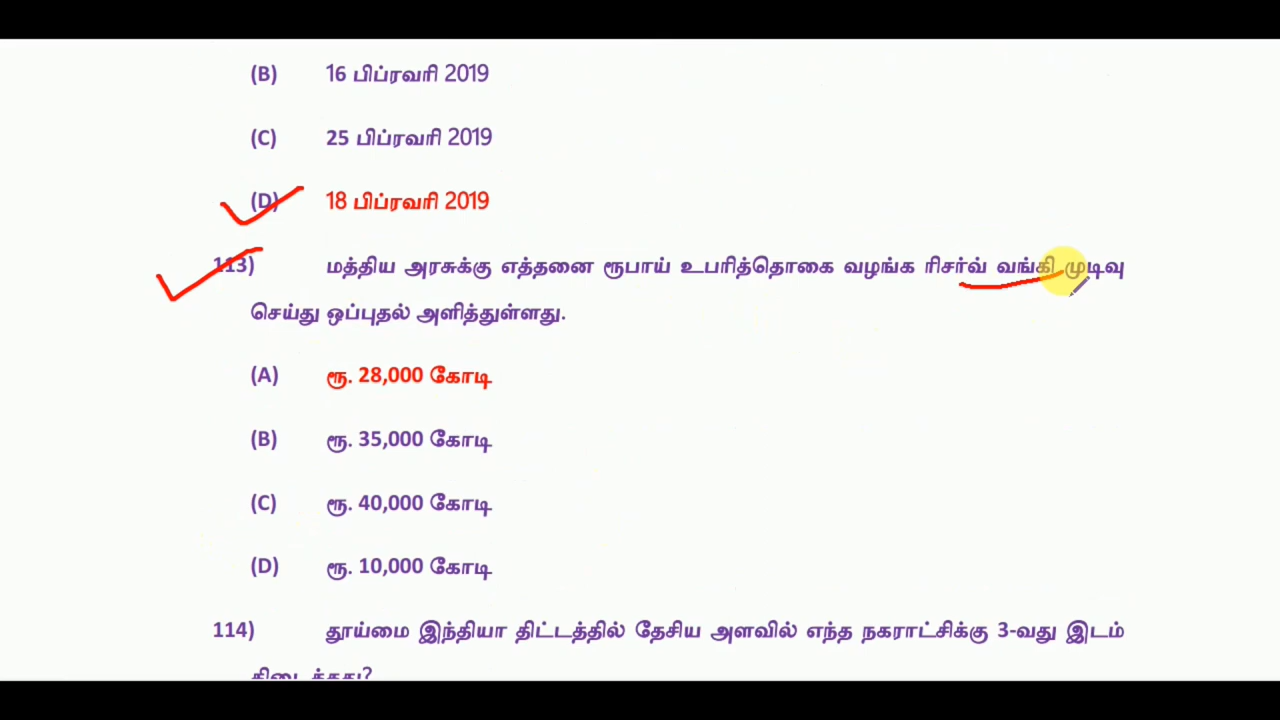 (B) 16 பிப்ரவரி 2019
(C) 25 பிப்ரவரி 2019
(D) 18 பிப்ரவரி 2019
113) மத்திய அரசுக்கு எத்தனை ரூபாய் உபரித்தொகை வழங்க ரிசர்வ் வங்கி முடிவு
செய்து ஒப்புதல் அளித்துள்ளது.
(A) ரூ. 28,000 கோடி
(B) ரூ. 35,000 கோடி
(C) ரூ. 40,000 கோடி
(D) ரூ. 10,000 கோடி
114) தூய்மை இந்தியா திட்டத்தில் தேசிய அளவில் எந்த நகராட்சிக்கு 3-வது இடம்